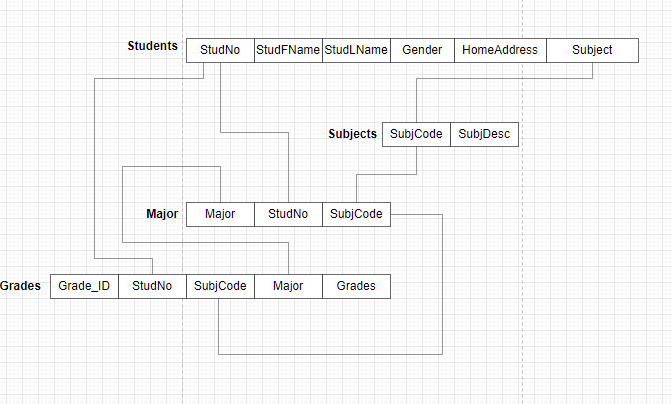 Students StudNo StudFName StudLName Gender HomeAddress Subject
Subjects SubjCode SubjDesc
Major Major StudNo SubjCode
Grades Grade_ID StudNo SubjCode Major Grades